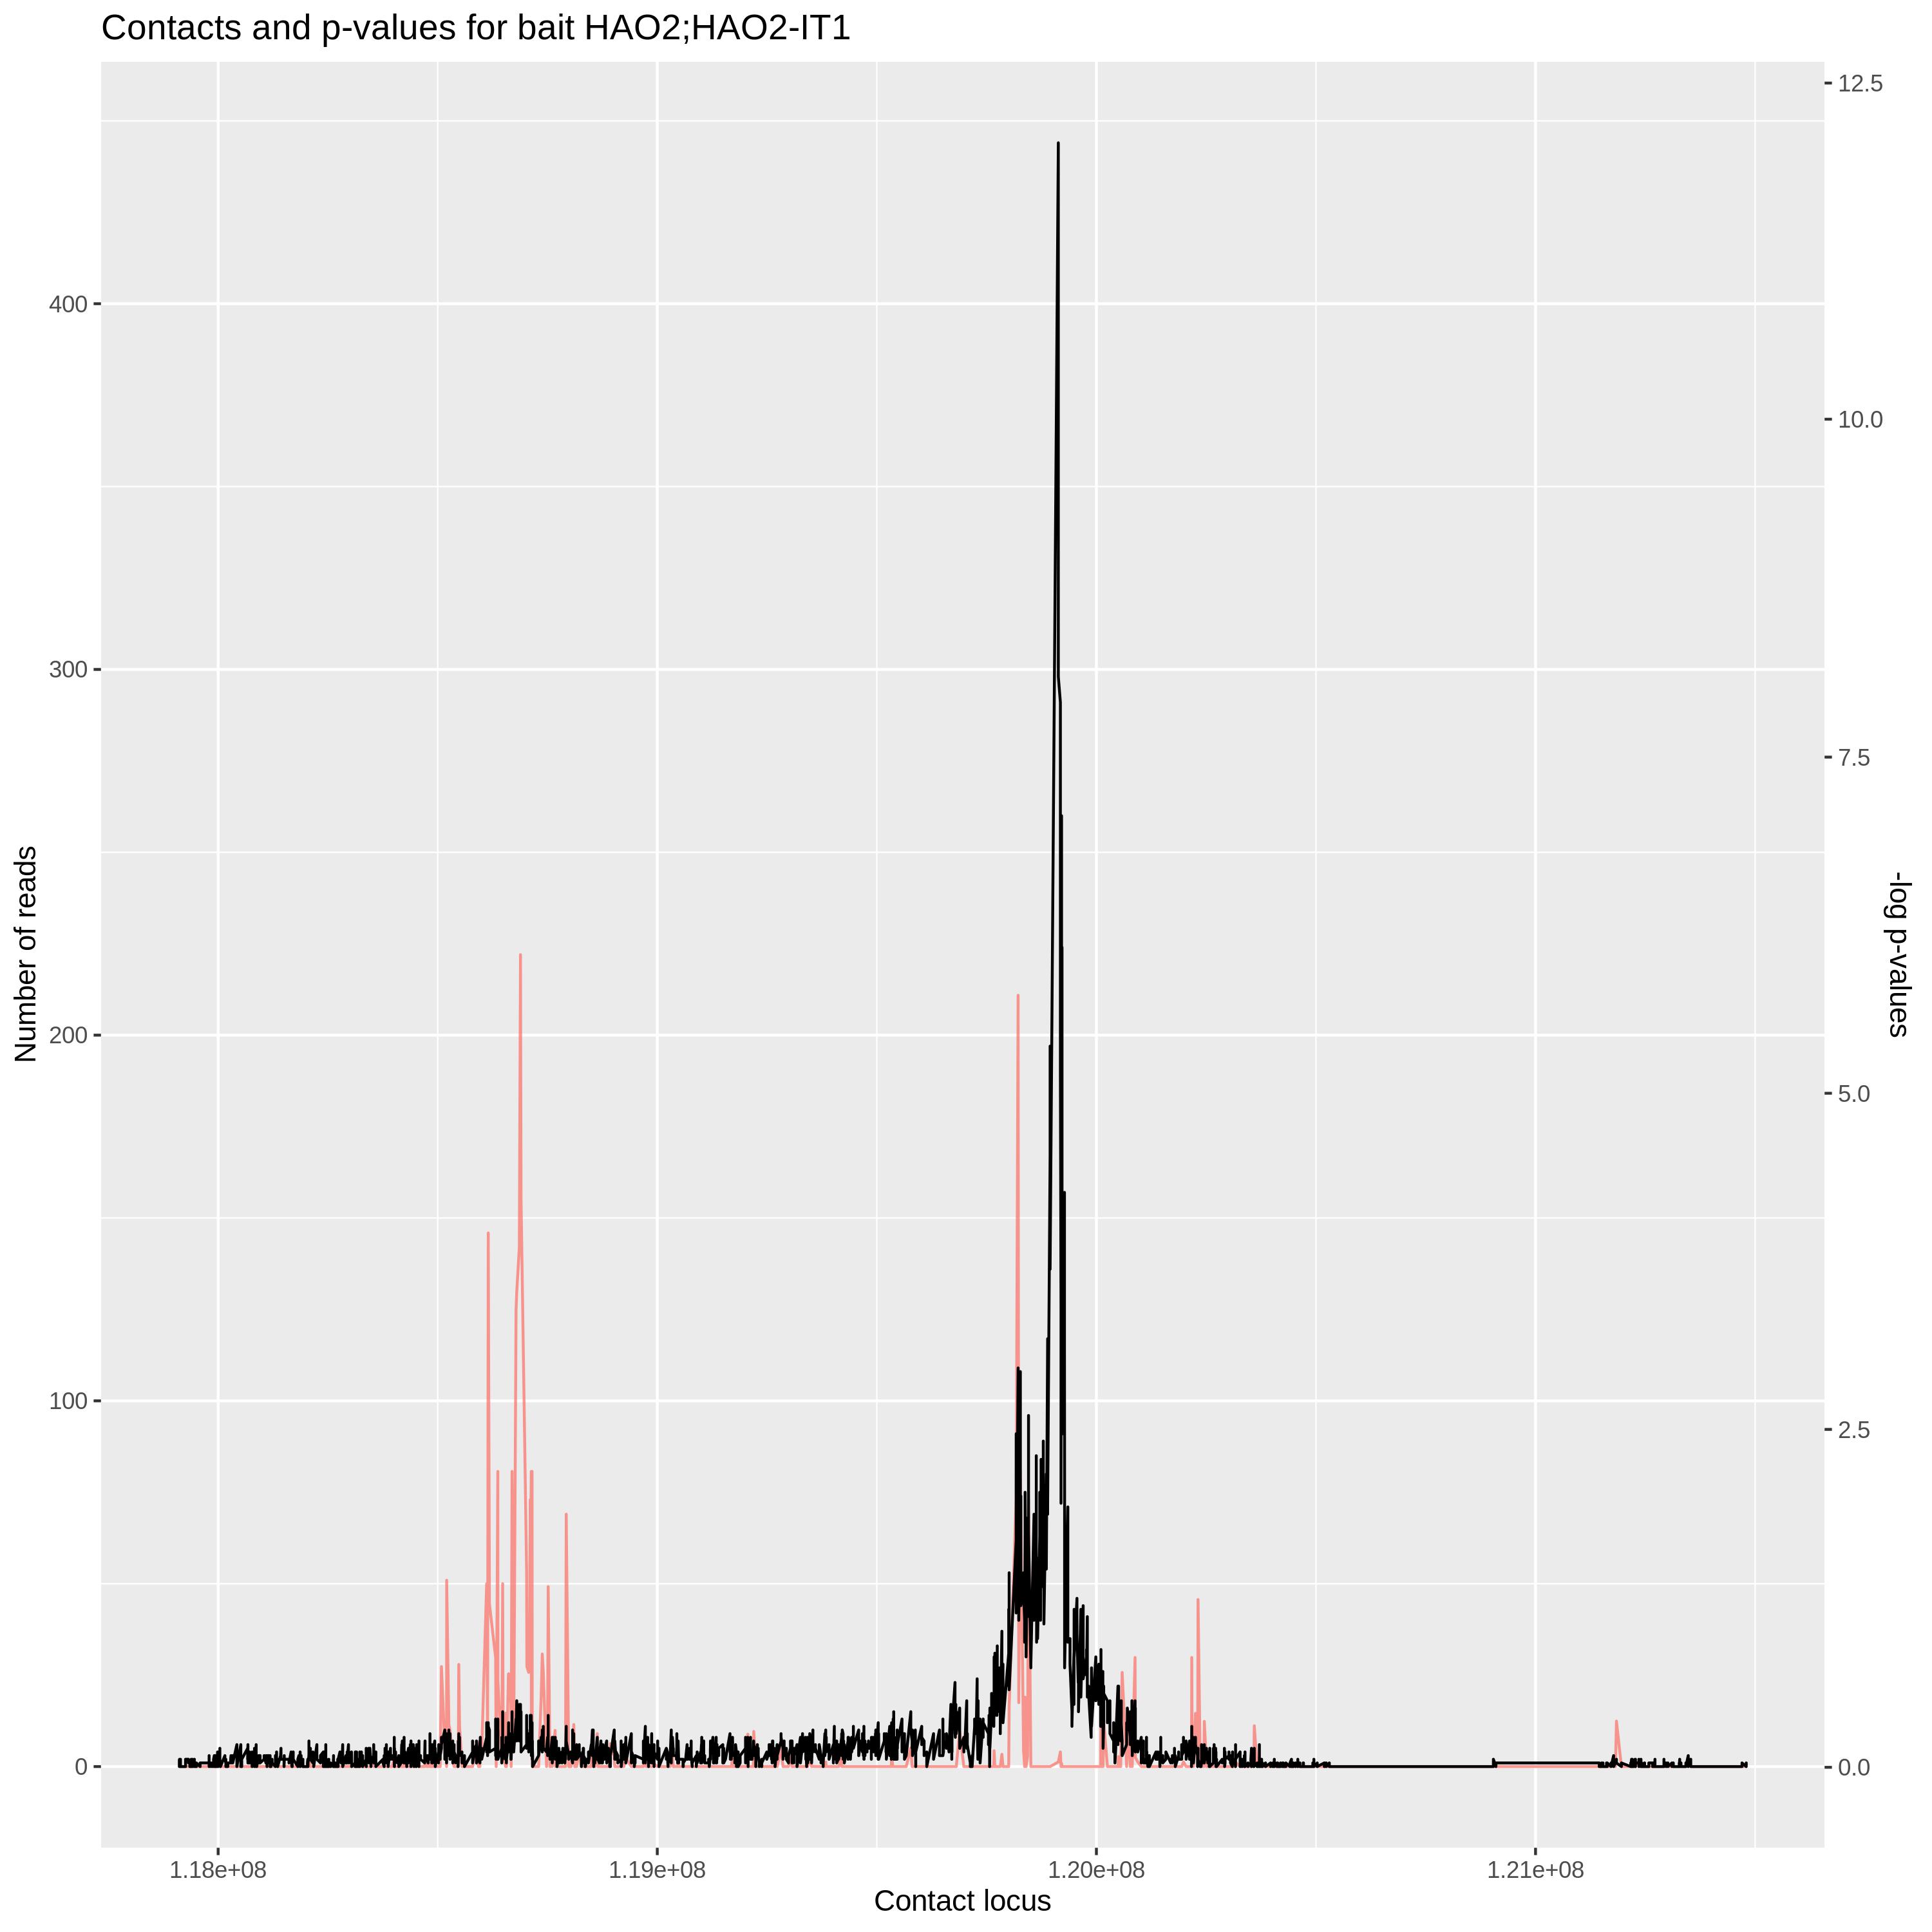 Contacts and p-values for bait HAO2;HAO2-IT1
12.5
400
10.0
300
7.5
Number of reads
-log p-values
200
5.0
100
2.5
0
0.0
1.18e+08
1.19e+08
1.20e+08
1.21e+08
Contact locus